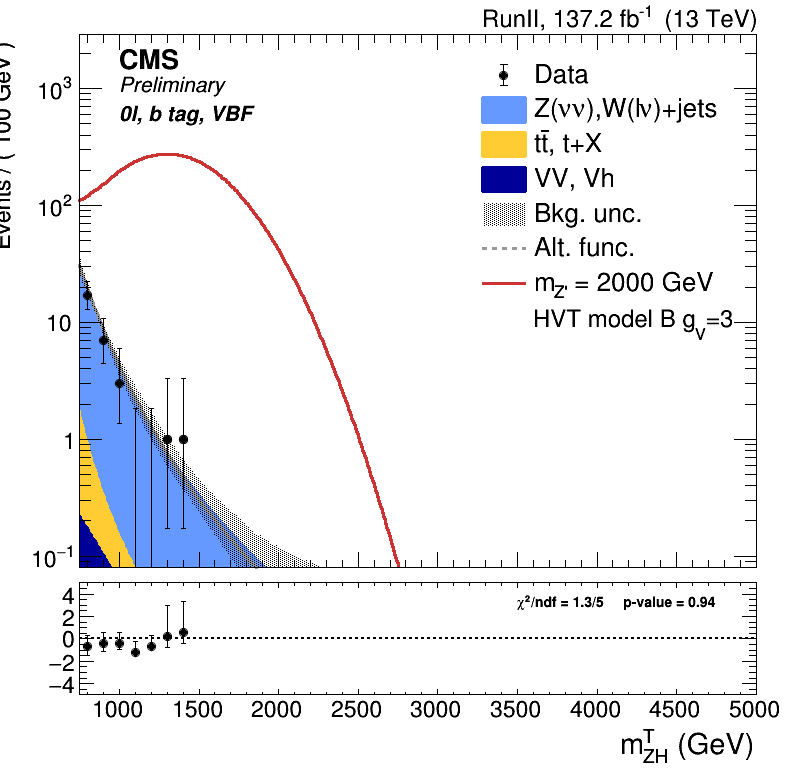 RunII, 137.2 fb⁻¹ (13 TeV)
CMS
Preliminary
0l, b tag, VBF
Data
Z(νν),W(lν)+jets
tt̄, t+X
VV, Vh
Bkg. unc.
Alt. func.
m_Z' = 2000 GeV
HVT model B g_V=3
Events / ( 100 GeV )
10³
10²
10
1
10⁻¹
χ²/ndf = 1.3/5 p-value = 0.94
4
2
0
−2
−4
1000 1500 2000 2500 3000 3500 4000 4500 5000
m^T_ZH (GeV)